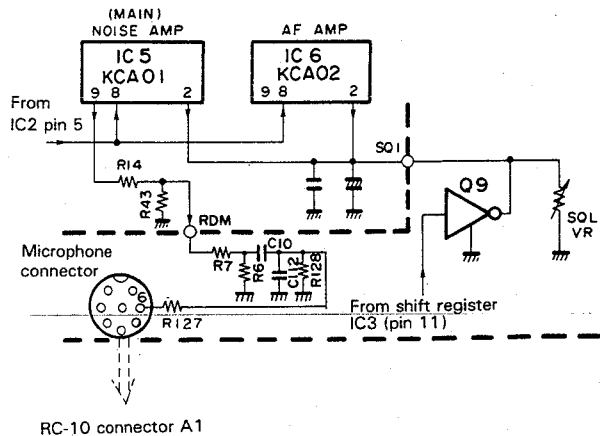 (MAIN)
NOISE AMP
AF AMP
IC5
KCA01
9 8 2
IC6
KCA02
9 8 2
From
IC2 pin 5
R14
R43
SQ1
Q9
SQL
VR
RDM
Microphone
connector
R7
R6
C10
C112
R128
6
R127
From shift register
IC3 (pin 11)
RC-10 connector A1